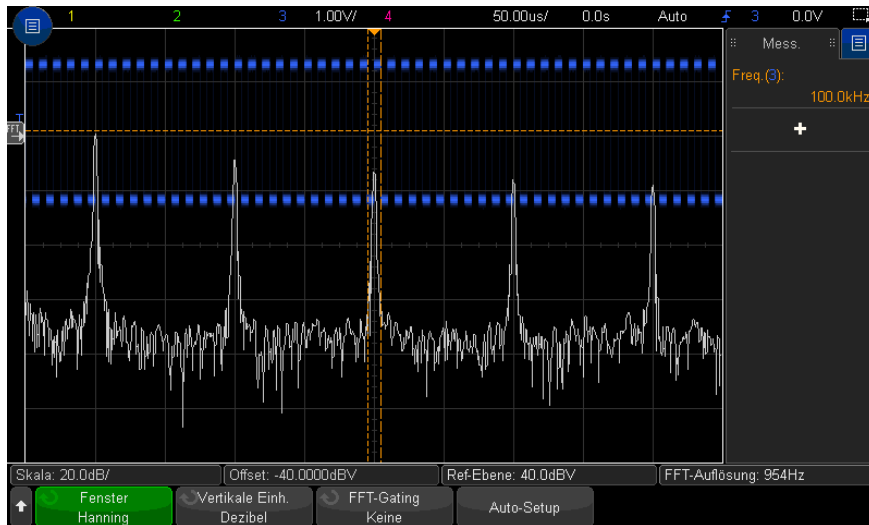 1 2 3 1.00V/ 4 50.00us/ 0.0s Auto 3 0.0V
Mess.
Freq.(3):
100.0kHz
T
FFT
Skala: 20.0dB/ Offset: -40.0000dBV Ref-Ebene: 40.0dBV FFT-Auflösung: 954Hz
Fenster Vertikale Einh. FFT-Gating Auto-Setup
Hanning Dezibel Keine